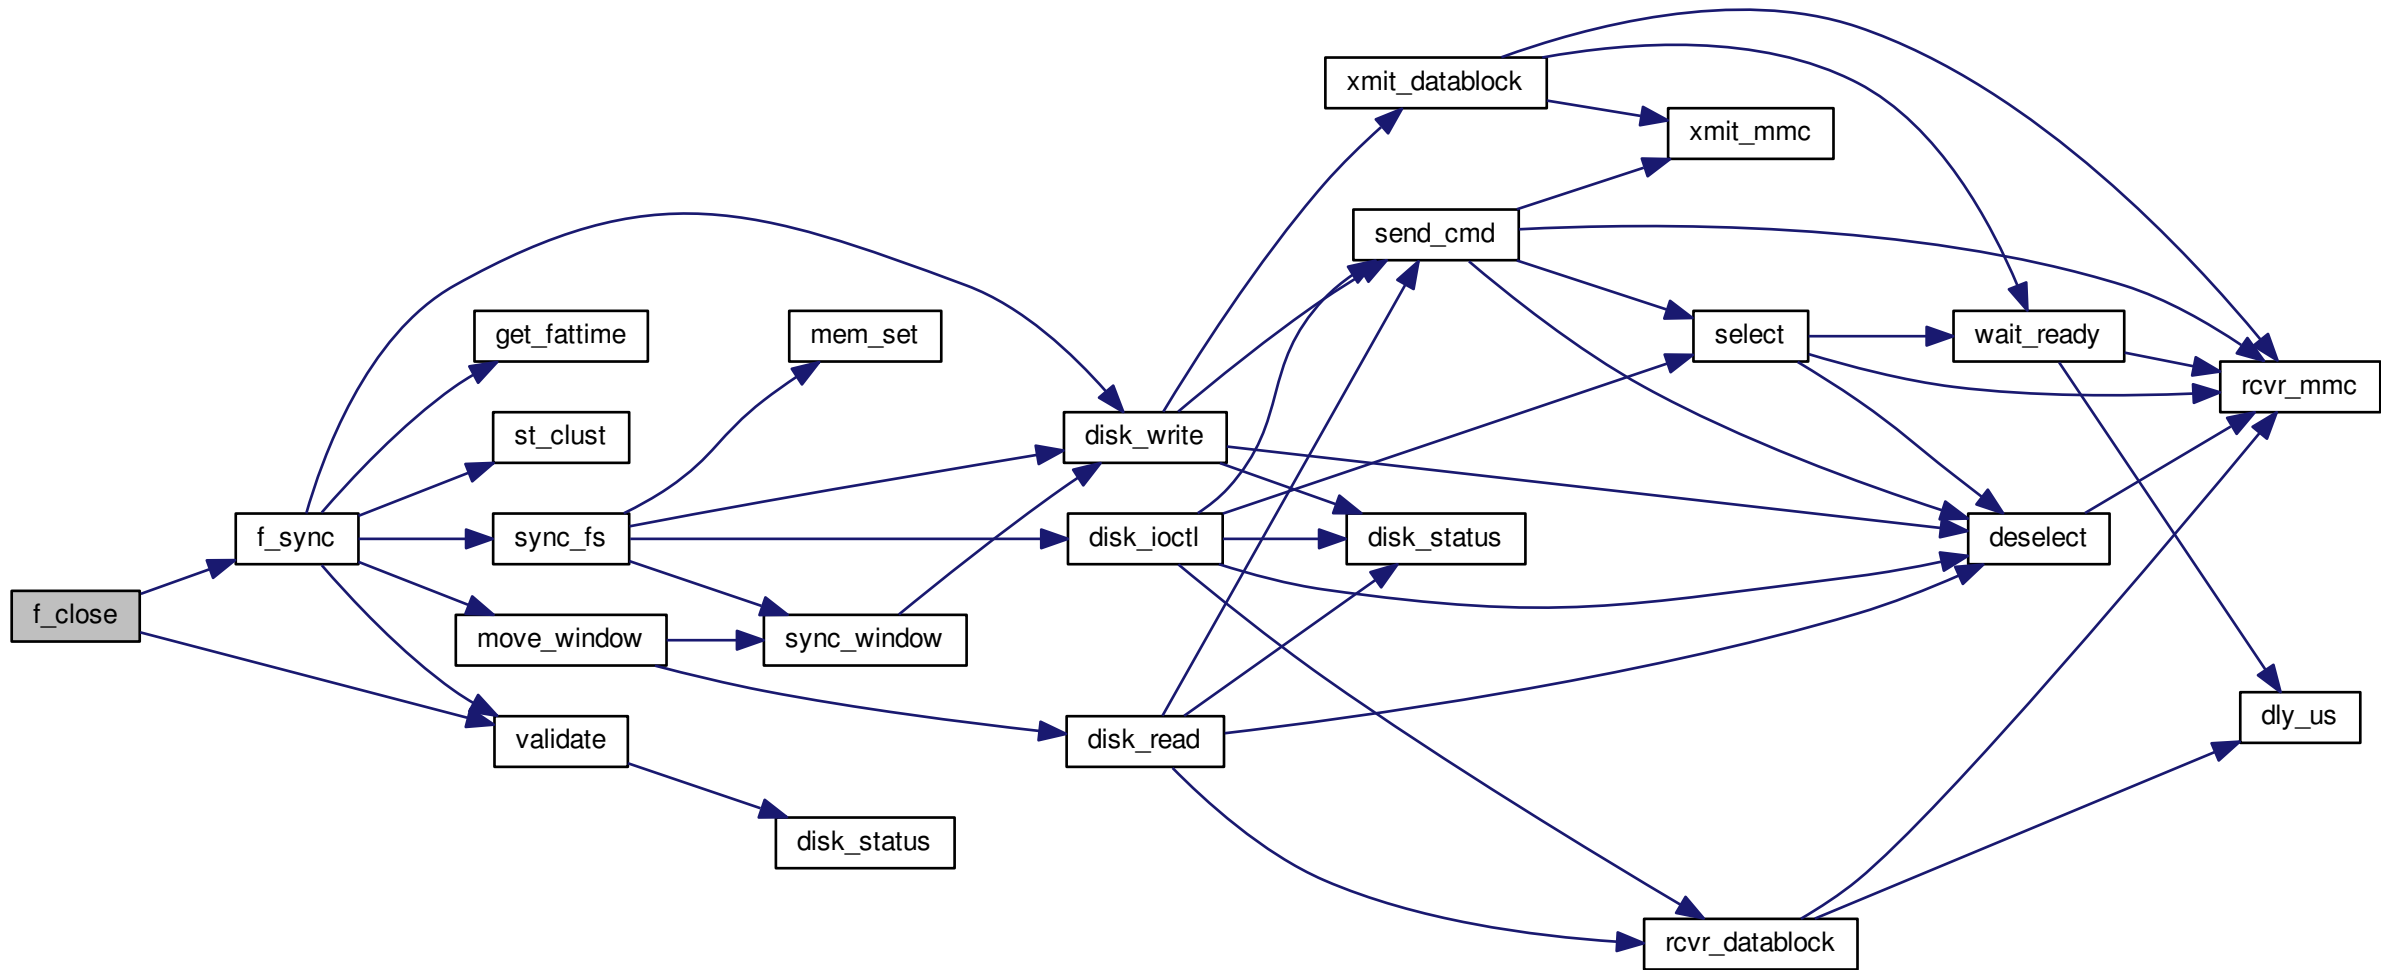 xmit_datablock
xmit_mmc
send_cmd
get_fattime
mem_set
select
wait_ready
rcvr_mmc
st_clust
disk_write
f_sync
sync_fs
disk_ioctl
disk_status
deselect
f_close
move_window
sync_window
validate
disk_read
dly_us
disk_status
rcvr_datablock